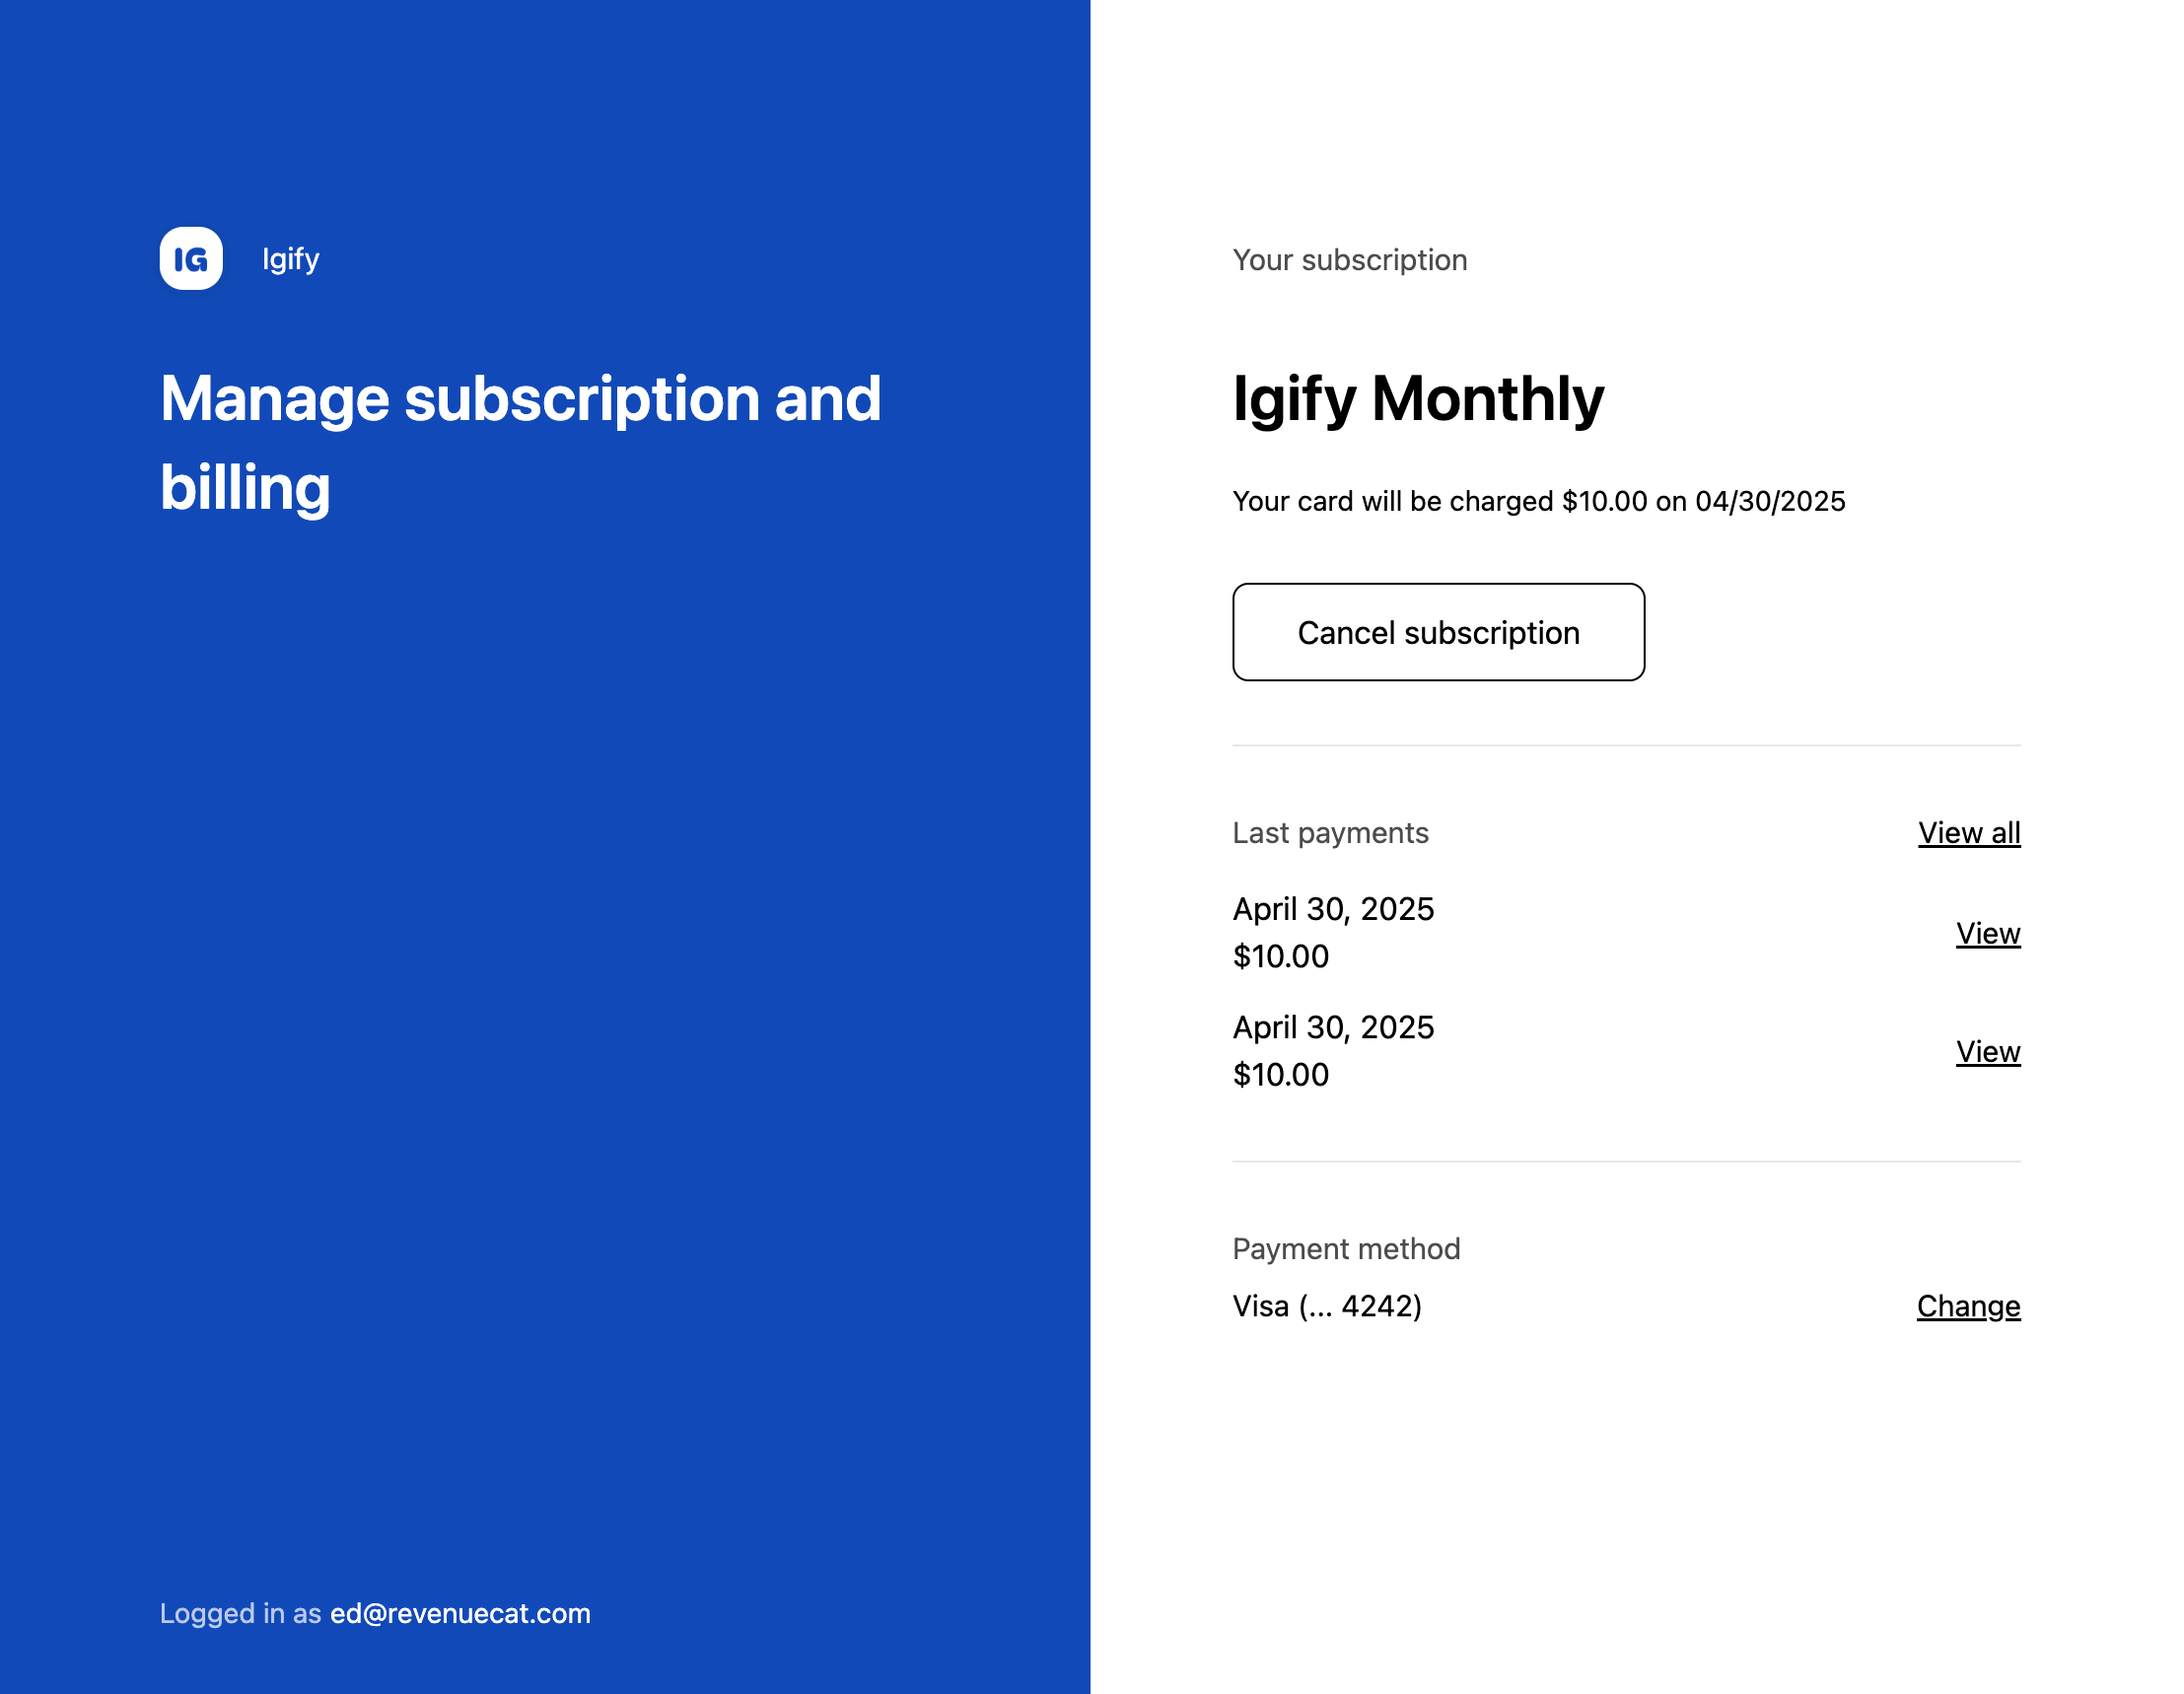 IG
Igify
Manage subscription and
billing
Logged in as ed@revenuecat.com
Your subscription
Igify Monthly
Your card will be charged $10.00 on 04/30/2025
Cancel subscription
Last payments
View all
April 30, 2025
$10.00
View
April 30, 2025
$10.00
View
Payment method
Visa (... 4242)
Change